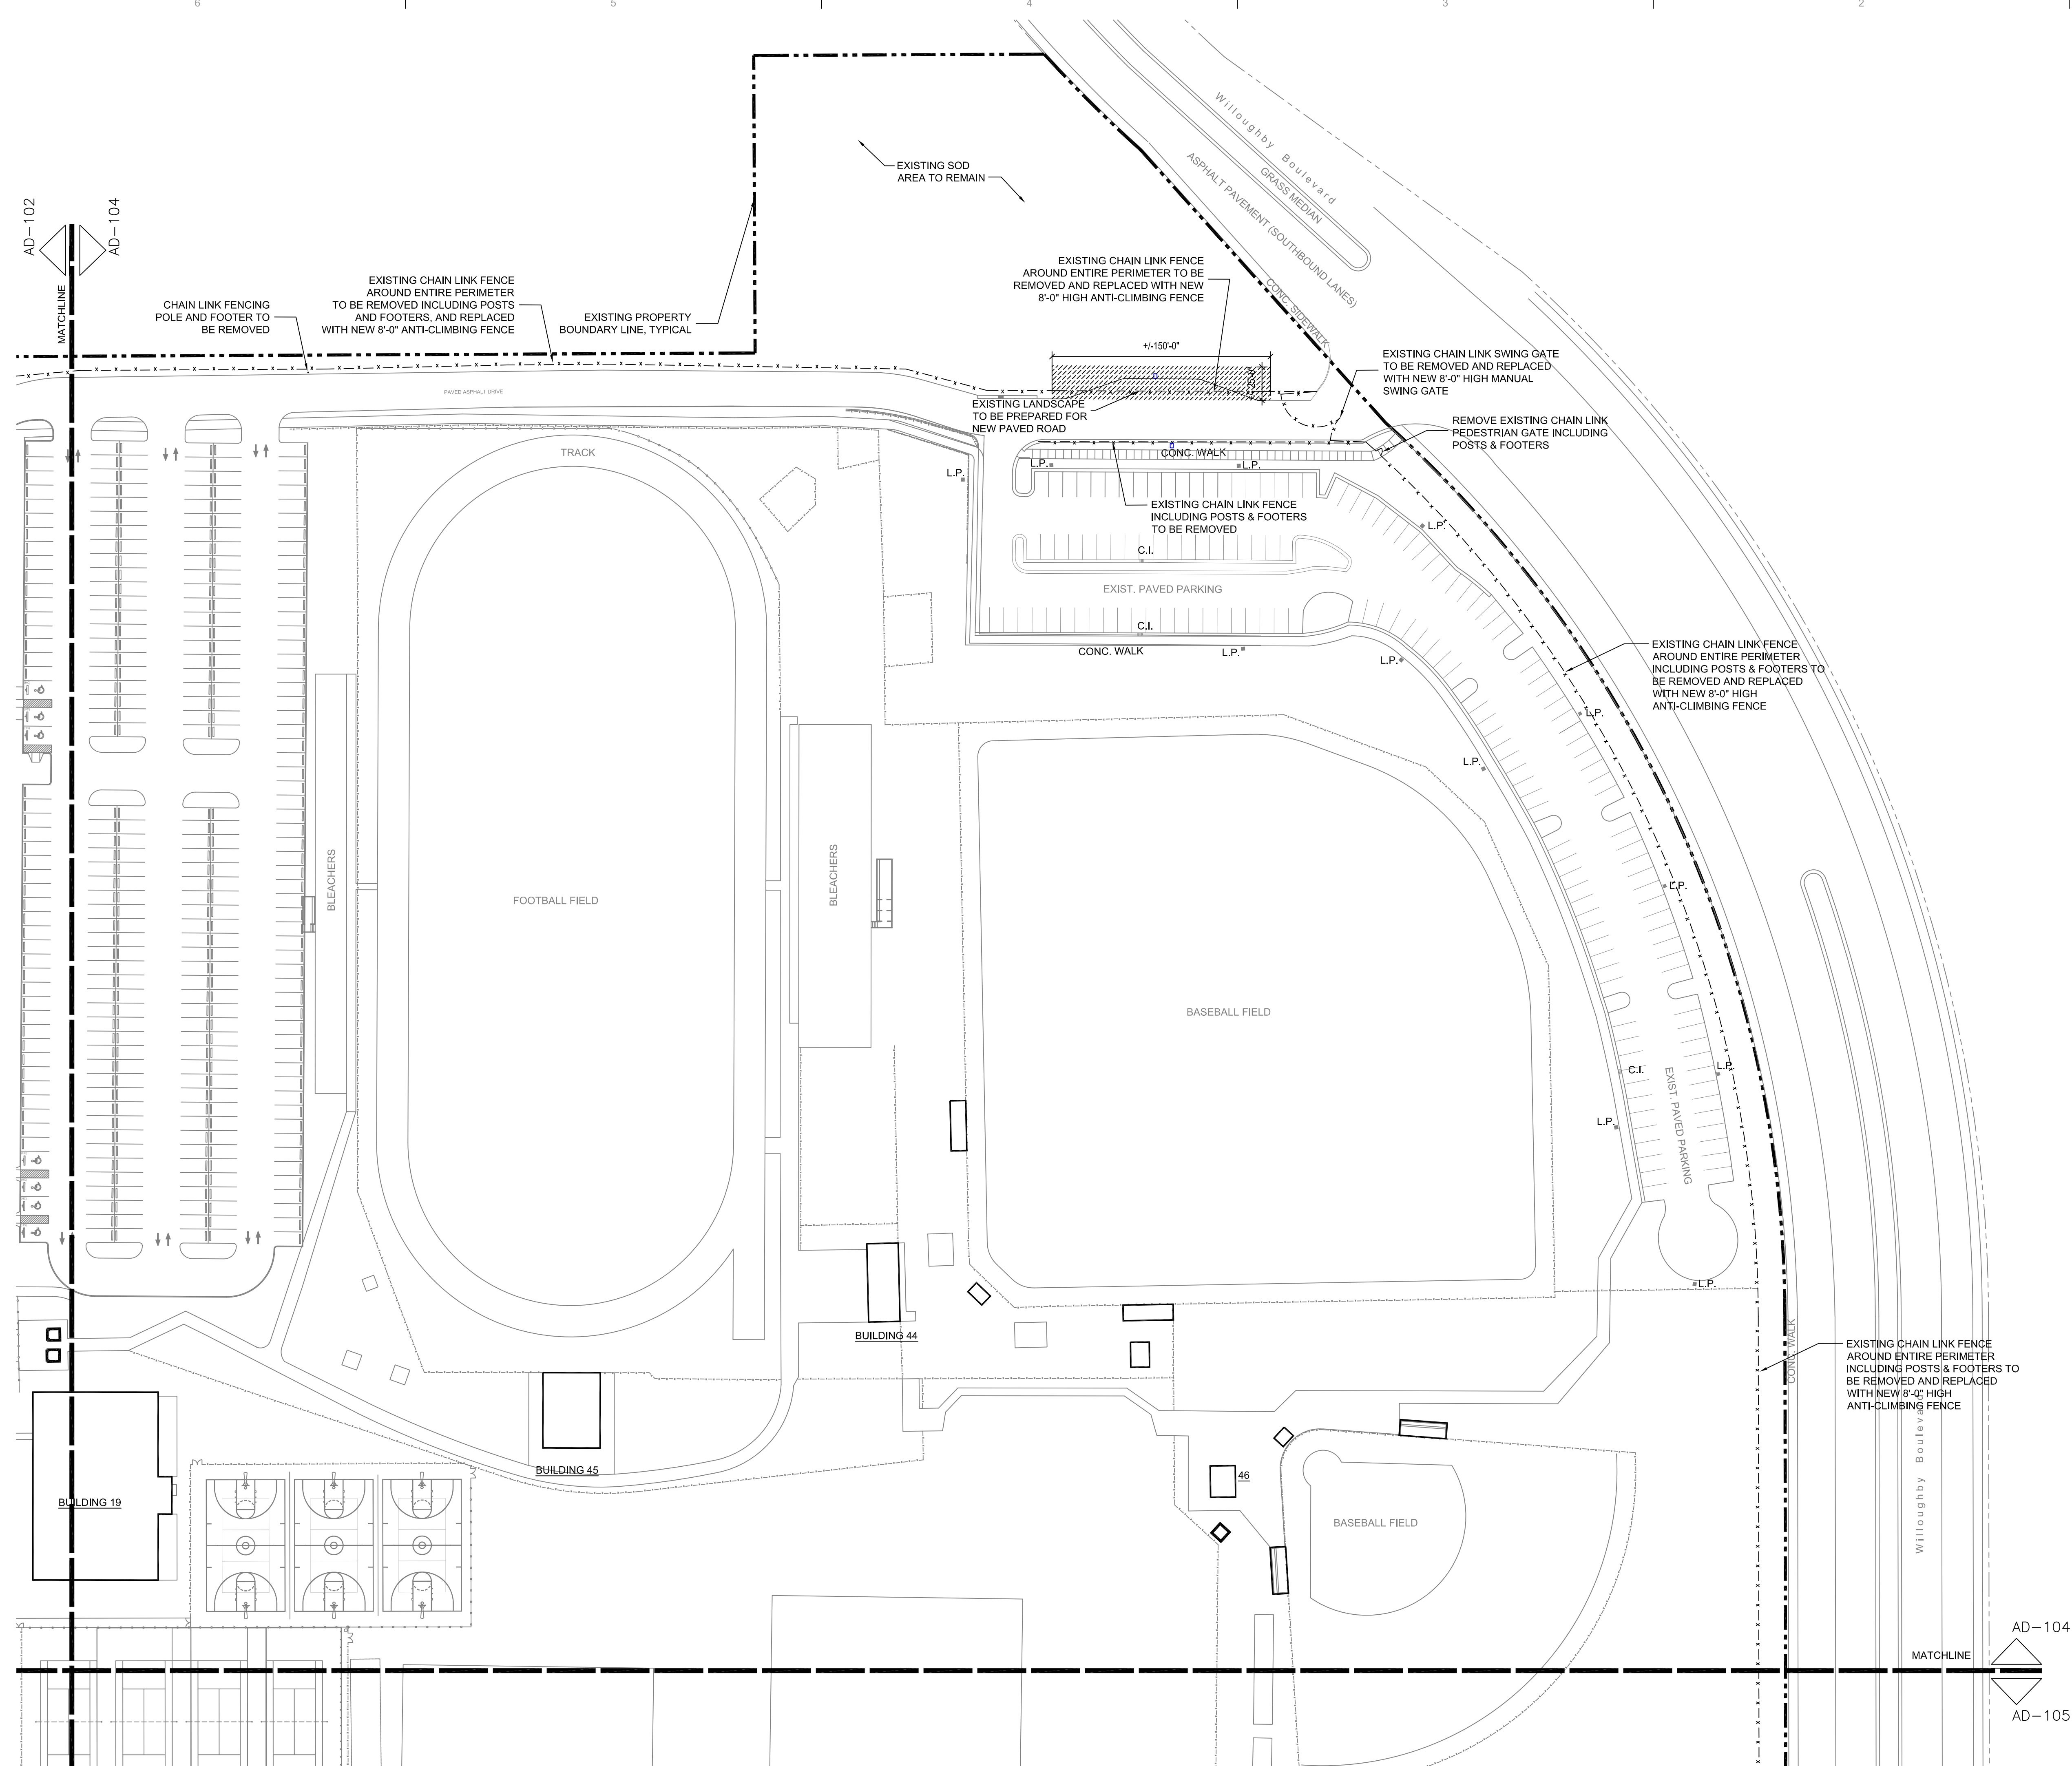 6
5
4
3
2
Willoughby Boulevard
GRASS MEDIAN
ASPHALT PAVEMENT (SOUTHBOUND LANES)
CONC. SIDEWALK
EXISTING SOD
AREA TO REMAIN
AD-102
AD-104
MATCHLINE
CHAIN LINK FENCING
POLE AND FOOTER TO
BE REMOVED
EXISTING CHAIN LINK FENCE
AROUND ENTIRE PERIMETER
TO BE REMOVED INCLUDING POSTS
AND FOOTERS, AND REPLACED
WITH NEW 8'-0" ANTI-CLIMBING FENCE
EXISTING PROPERTY
BOUNDARY LINE, TYPICAL
EXISTING CHAIN LINK FENCE
AROUND ENTIRE PERIMETER TO BE
REMOVED AND REPLACED WITH NEW
8'-0" HIGH ANTI-CLIMBING FENCE
+/-150'-0"
25'-0"
EXISTING CHAIN LINK SWING GATE
TO BE REMOVED AND REPLACED
WITH NEW 8'-0" HIGH MANUAL
SWING GATE
PAVED ASPHALT DRIVE
EXISTING LANDSCAPE
TO BE PREPARED FOR
NEW PAVED ROAD
REMOVE EXISTING CHAIN LINK
PEDESTRIAN GATE INCLUDING
POSTS & FOOTERS
TRACK
CONC. WALK
L.P.
L.P.
L.P.
EXISTING CHAIN LINK FENCE
INCLUDING POSTS & FOOTERS
TO BE REMOVED
L.P.
C.I.
EXIST. PAVED PARKING
C.I.
CONC. WALK
L.P.
L.P.
EXISTING CHAIN LINK FENCE
AROUND ENTIRE PERIMETER
INCLUDING POSTS & FOOTERS TO
BE REMOVED AND REPLACED
WITH NEW 8'-0" HIGH
ANTI-CLIMBING FENCE
L.P.
L.P.
BLEACHERS
BLEACHERS
FOOTBALL FIELD
L.P.
BASEBALL FIELD
C.I.
L.P.
L.P.
EXIST. PAVED PARKING
L.P.
BUILDING 44
CONC. WALK
EXISTING CHAIN LINK FENCE
AROUND ENTIRE PERIMETER
INCLUDING POSTS & FOOTERS TO
BE REMOVED AND REPLACED
WITH NEW 8'-0" HIGH
ANTI-CLIMBING FENCE
Willoughby Boulevard
BUILDING 45
46
BUILDING 19
BASEBALL FIELD
AD-104
MATCHLINE
AD-105